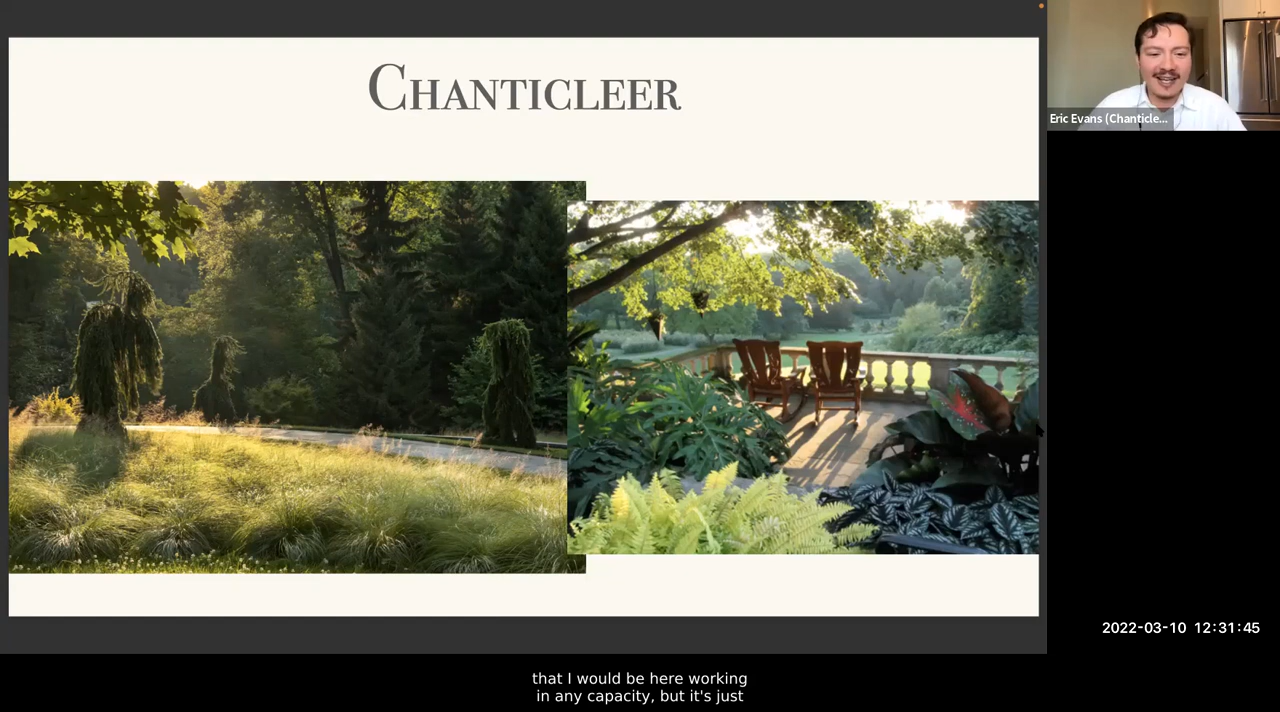 CHANTICLEER
Eric Evans (Chanticle...
2022-03-10 12:31:45
that I would be here working
in any capacity, but it's just